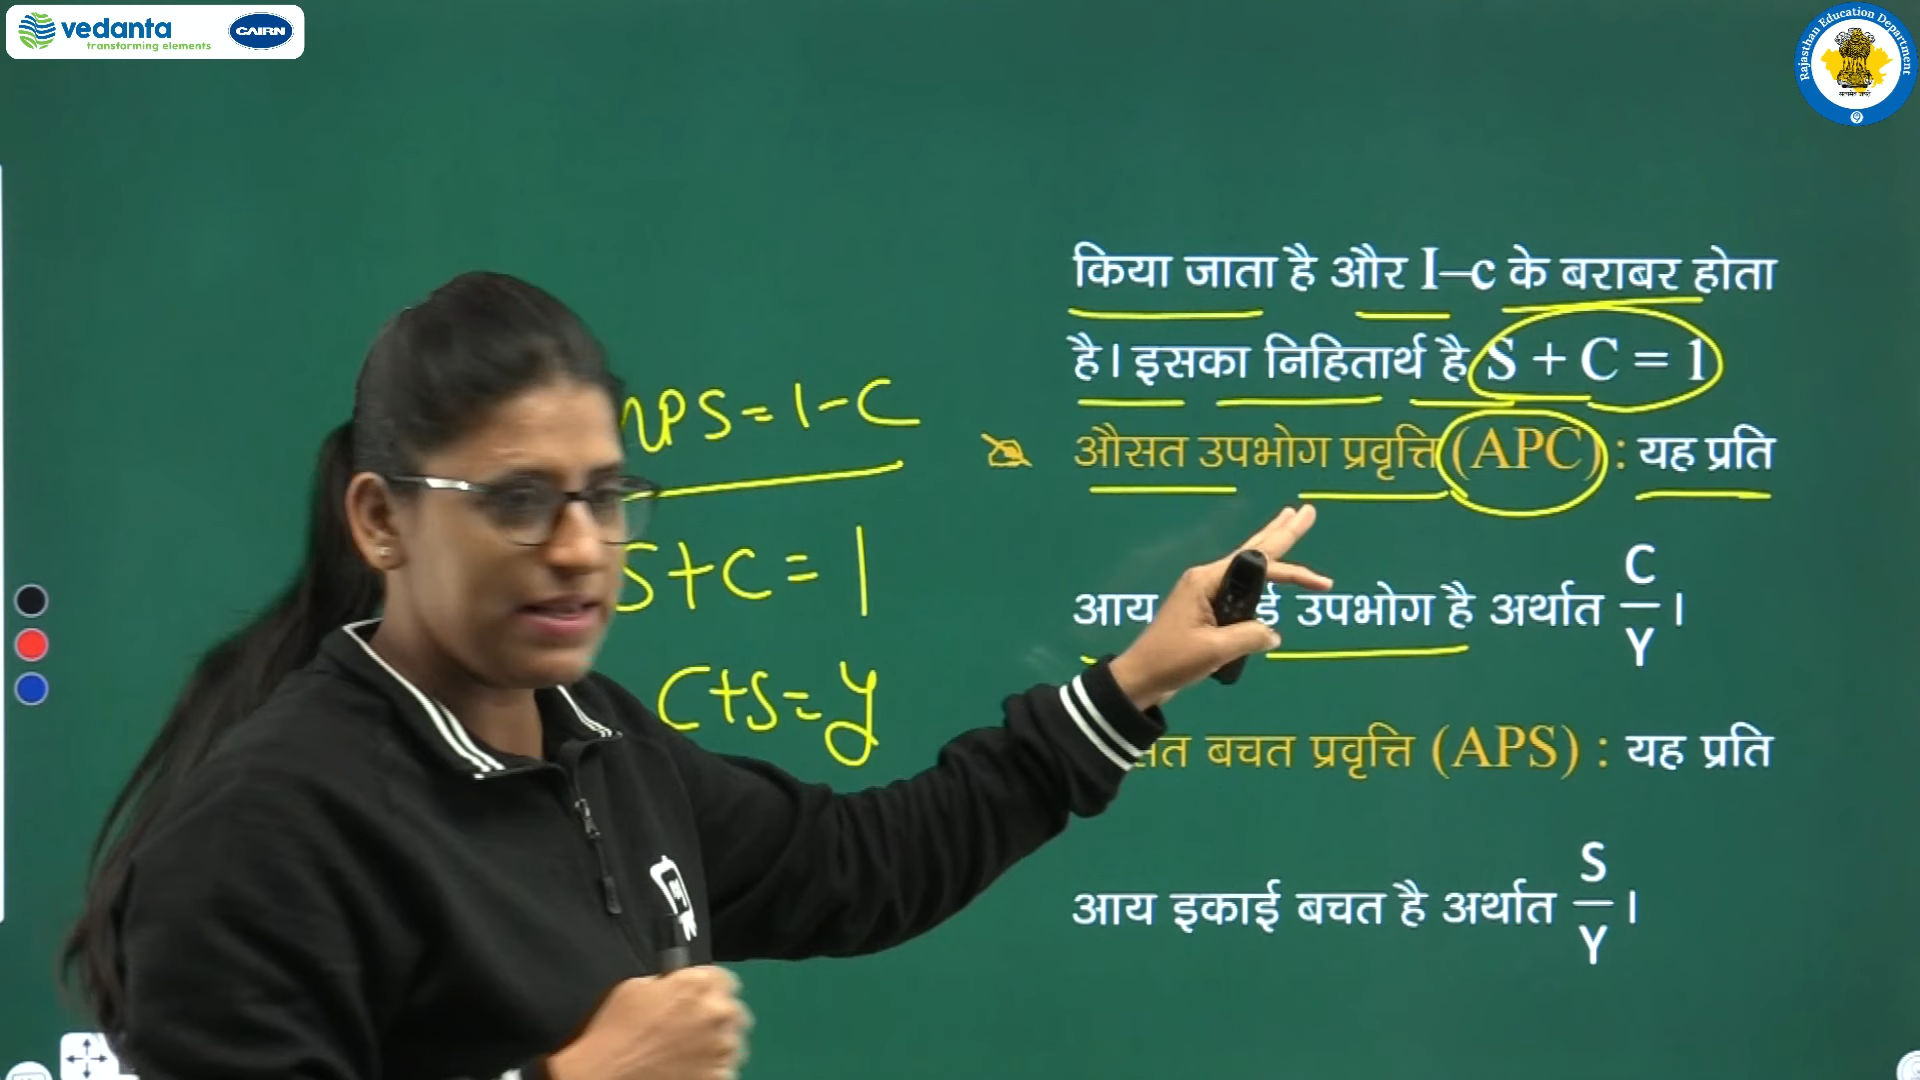 vedanta
transforming elements
CAIRN
Rajasthan Education Department
किया जाता है और I–c के बराबर होता
है। इसका निहितार्थ है S + C = 1
औसत उपभोग प्रवृत्ति (APC) : यह प्रति
आय उपभोग है अर्थात C/Y।
बचत प्रवृत्ति (APS) : यह प्रति
आय इकाई बचत है अर्थात S/Y।
MPS = 1 - C
S + C = 1
C + S = Y